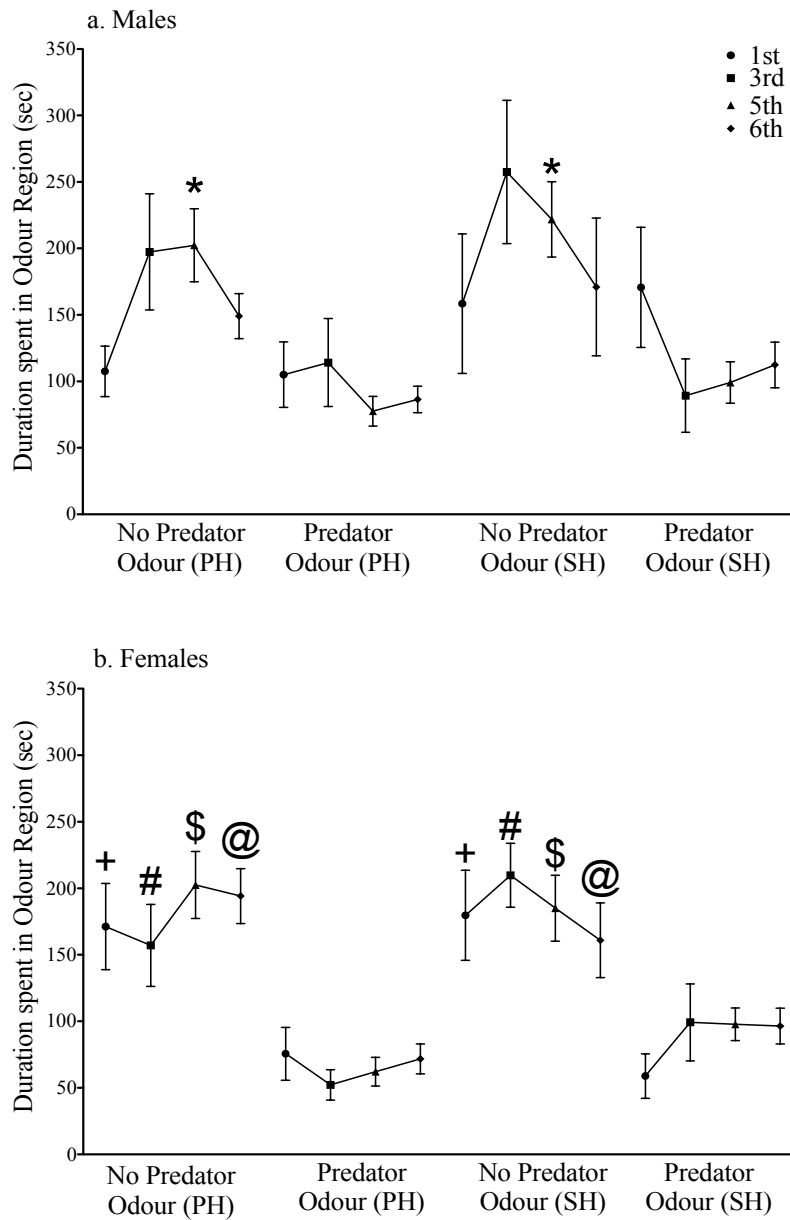 a. Males
350
300
250
200
150
100
50
0
Duration spent in Odour Region (sec)
1st
3rd
5th
6th
*
*
No Predator
Odour (PH)
Predator
Odour (PH)
No Predator
Odour (SH)
Predator
Odour (SH)
b. Females
350
300
250
200
150
100
50
0
Duration spent in Odour Region (sec)
+
#
$
@
+
#
$
@
No Predator
Odour (PH)
Predator
Odour (PH)
No Predator
Odour (SH)
Predator
Odour (SH)